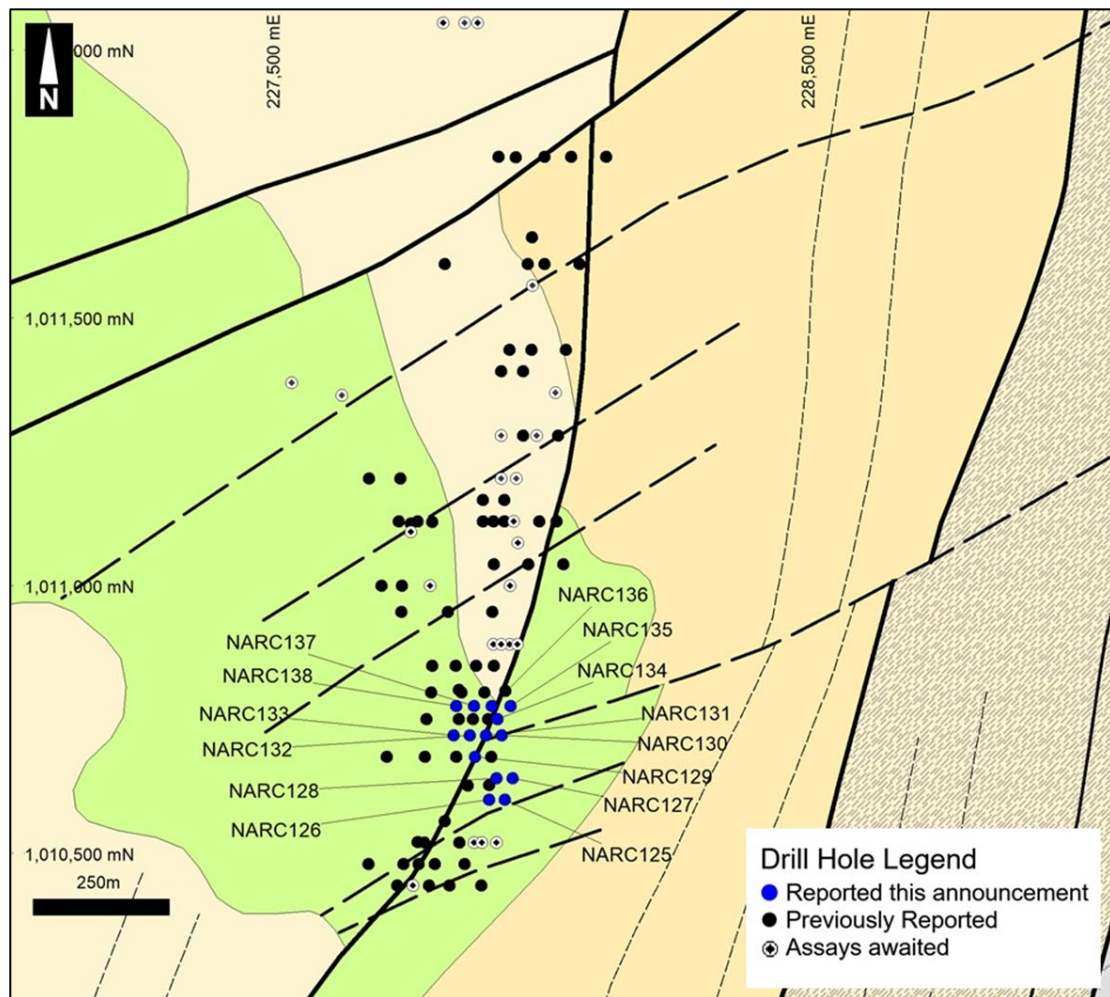 000 mN
227,500 mE
228,500 mE
N
1,011,500 mN
1,011,000 mN
NARC136
NARC137
NARC135
NARC138
NARC134
NARC133
NARC131
NARC132
NARC130
NARC129
NARC128
NARC127
NARC126
NARC125
1,010,500 mN
250m
Drill Hole Legend
Reported this announcement
Previously Reported
Assays awaited